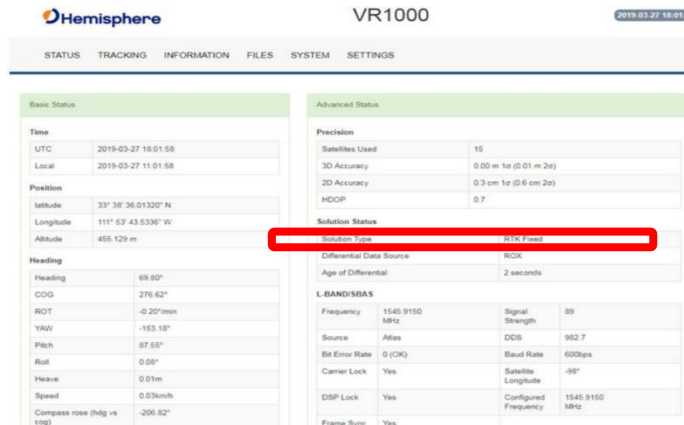 Hemisphere
VR1000
2019-03-27 18:01
STATUS TRACKING INFORMATION FILES SYSTEM SETTINGS
Basic Status
Time
UTC 2019-03-27 18:01:58
Local 2019-03-27 11:01:58
Position
latitude 33° 38' 36.01320" N
Longitude 111° 53' 43.5336" W
Altitude 455.129 m
Heading
Heading 69.80°
COG 276.62°
ROT -0.20°/min
YAW -153.18°
Pitch 87.55°
Roll 0.08°
Heave 0.01m
Speed 0.03km/h
Compass rose (hdg vs -206.82°
cog)
Advanced Status
Precision
Satellites Used 15
3D Accuracy 0.00 m 1σ (0.01 m 2σ)
2D Accuracy 0.3 cm 1σ (0.6 cm 2σ)
HDOP 0.7
Solution Status
Solution Type RTK Fixed
Differential Data Source ROX
Age of Differential 2 seconds
L-BAND/SBAS
Frequency 1545.9150 Signal 89
MHz Strength
Source Atlas DDS 982.7
Bit Error Rate 0 (OK) Baud Rate 600bps
Carrier Lock Yes Satellite -98°
Longitude
DSP Lock Yes Configured 1545.9150
Frequency MHz
Frame Sync Yes